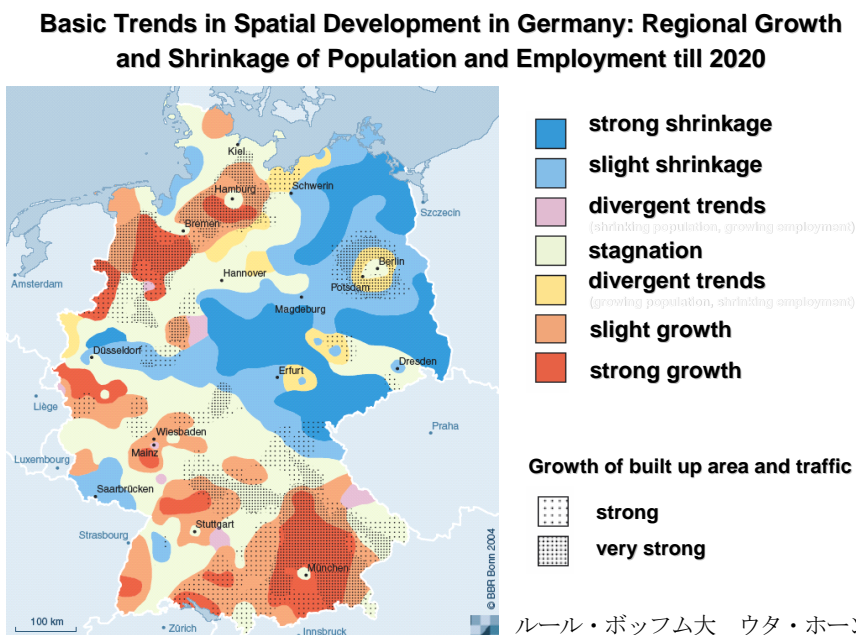 Basic Trends in Spatial Development in Germany: Regional Growth
and Shrinkage of Population and Employment till 2020
strong shrinkage
slight shrinkage
divergent trends
(shrinking population, growing employment)
stagnation
divergent trends
(growing population, shrinking employment)
slight growth
strong growth
Growth of built up area and traffic
strong
very strong
Kiel
Hamburg
Schwerin
Szczecin
Bremen
Amsterdam
Hannover
Berlin
Potsdam
Magdeburg
Düsseldorf
Erfurt
Dresden
Liège
Praha
Wiesbaden
Mainz
Luxembourg
Saarbrücken
Stuttgart
Strasbourg
München
Zürich
Innsbruck
100 km
© BBR Bonn 2004
ルール・ボッフム大 ウタ・ホーン